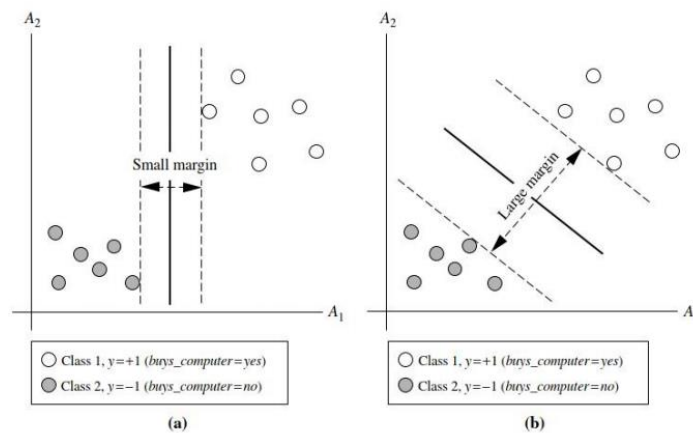 A₂
Small margin
A₁
Class 1, y=+1 (buys_computer=yes)
Class 2, y=−1 (buys_computer=no)
(a)
A₂
Large margin
A
Class 1, y=+1 (buys_computer=yes)
Class 2, y=−1 (buys_computer=no)
(b)